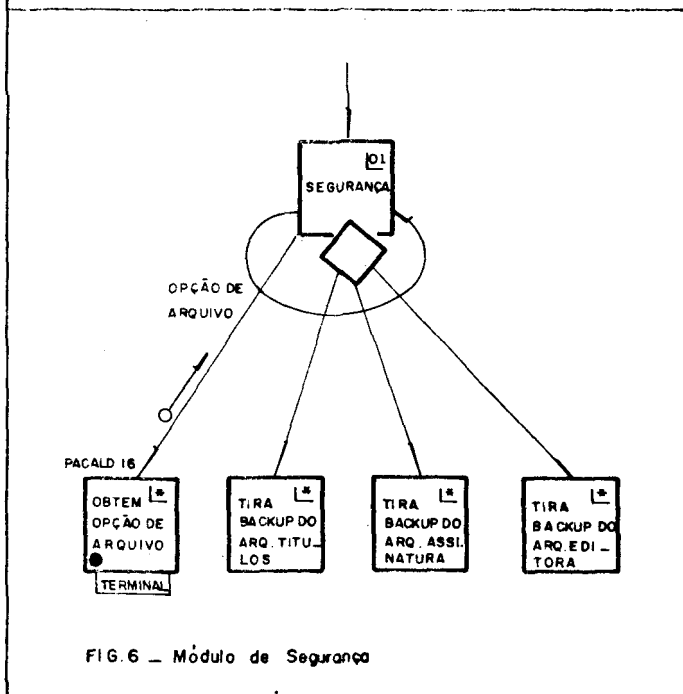 01
SEGURANÇA
OPÇÃO DE
ARQUIVO
PACALD 16
*
OBTEM
OPÇÃO DE
ARQUIVO
TERMINAL
*
TIRA
BACKUP DO
ARQ. TITU_
LOS
*
TIRA
BACKUP DO
ARQ. ASSI.
NATURA
*
TIRA
BACKUP DO
ARQ. EDI_
TORA
FIG. 6 _ Módulo de Segurança